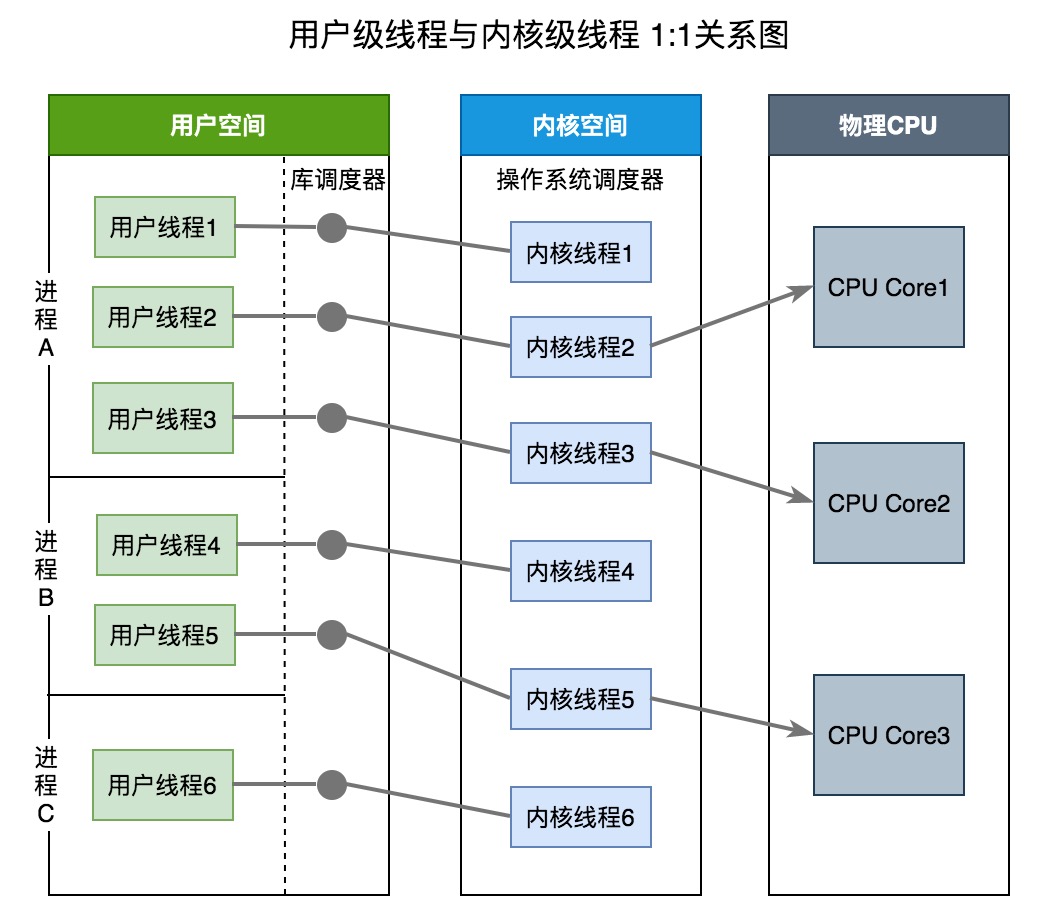 用户级线程与内核级线程 1:1关系图
用户空间
内核空间
物理CPU
库调度器
操作系统调度器
进程A
用户线程1
用户线程2
用户线程3
进程B
用户线程4
用户线程5
进程C
用户线程6
内核线程1
内核线程2
内核线程3
内核线程4
内核线程5
内核线程6
CPU Core1
CPU Core2
CPU Core3